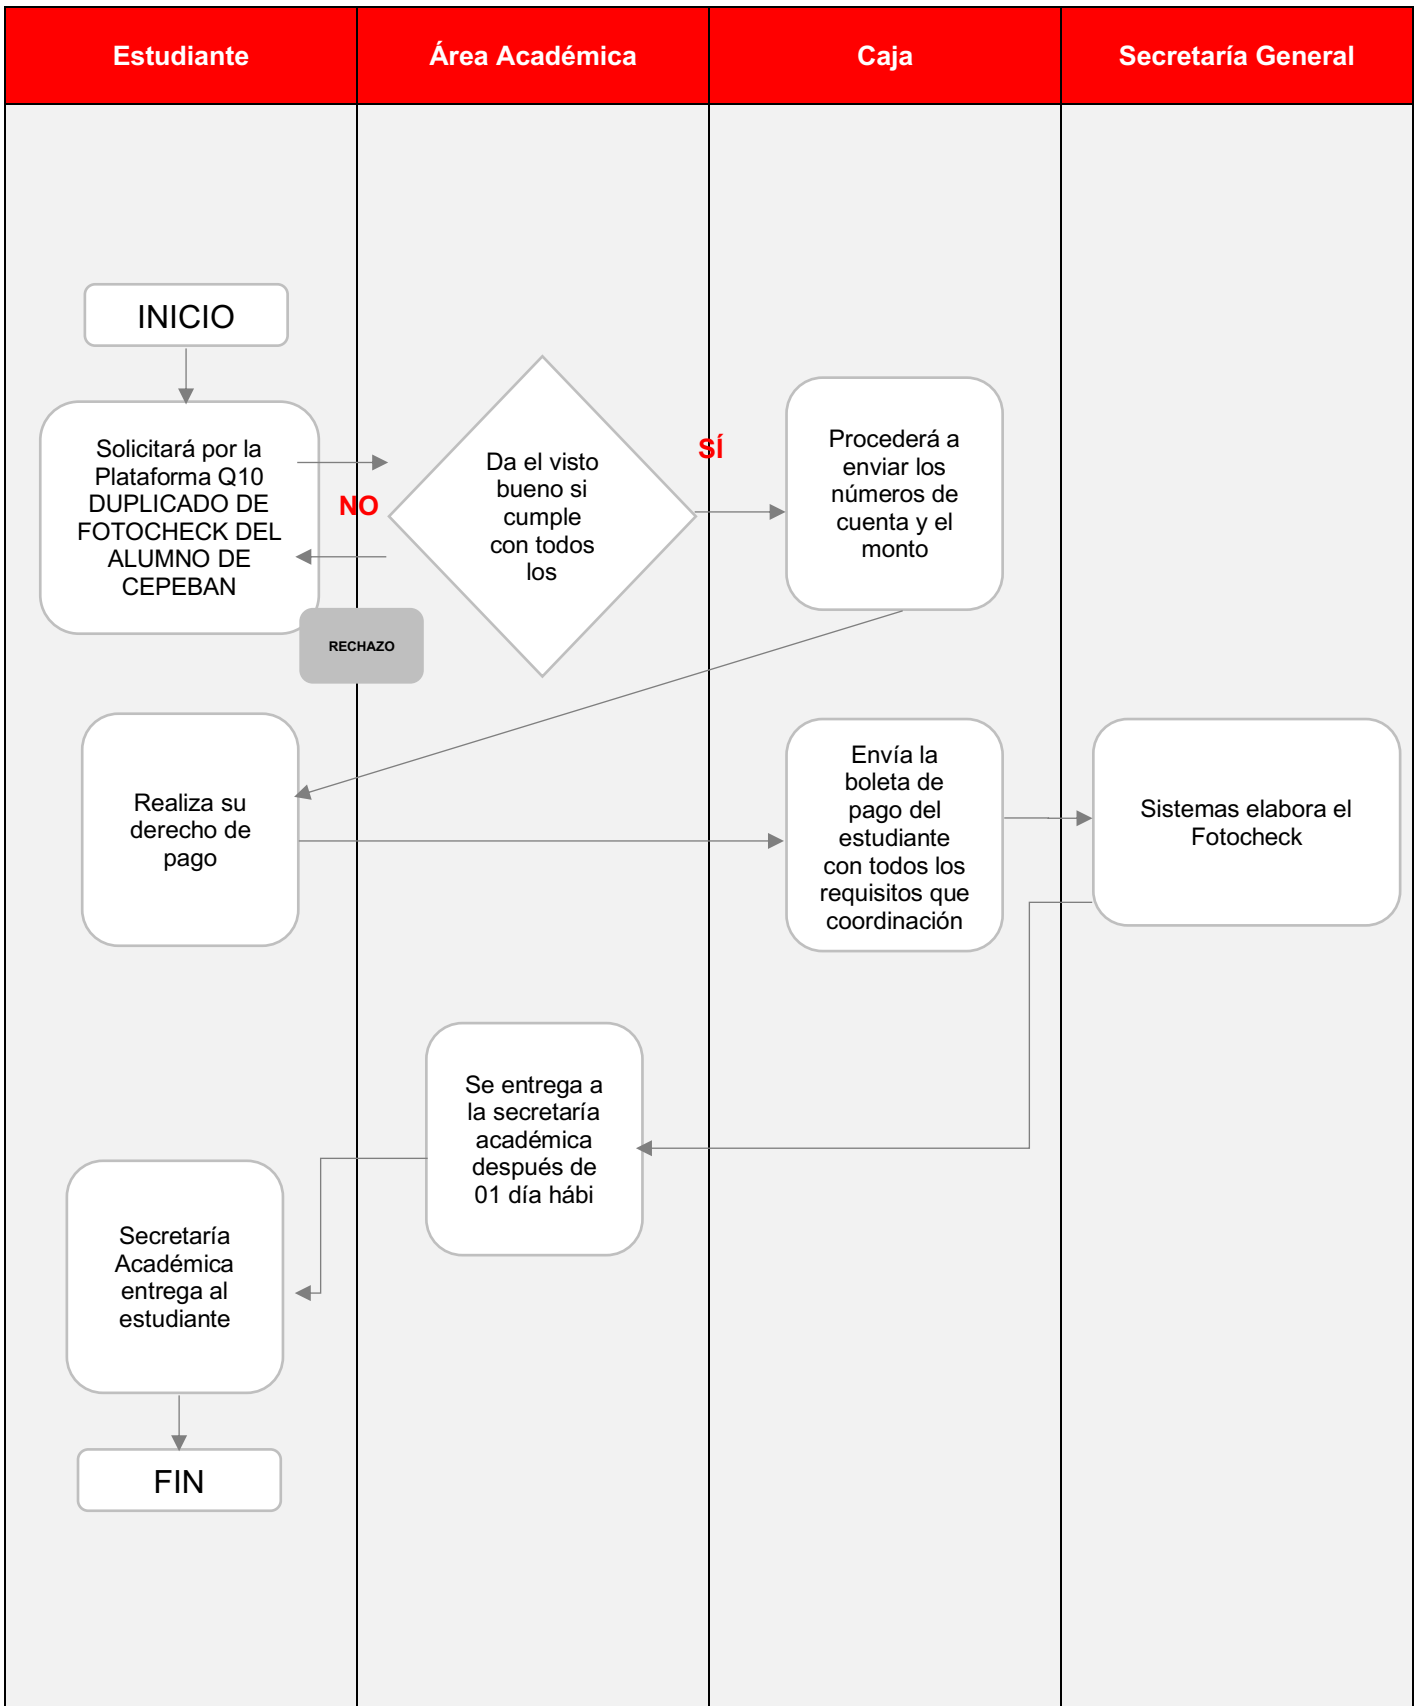 Estudiante
Área Académica
Caja
Secretaría General
INICIO
Solicitará por la
Plataforma Q10
DUPLICADO DE
FOTOCHECK DEL
ALUMNO DE
CEPEBAN
NO
RECHAZO
Da el visto
bueno si
cumple
con todos
los
SÍ
Procederá a
enviar los
números de
cuenta y el
monto
Realiza su
derecho de
pago
Envía la
boleta de
pago del
estudiante
con todos los
requisitos que
coordinación
Sistemas elabora el
Fotocheck
Se entrega a
la secretaría
académica
después de
01 día hábi
Secretaría
Académica
entrega al
estudiante
FIN